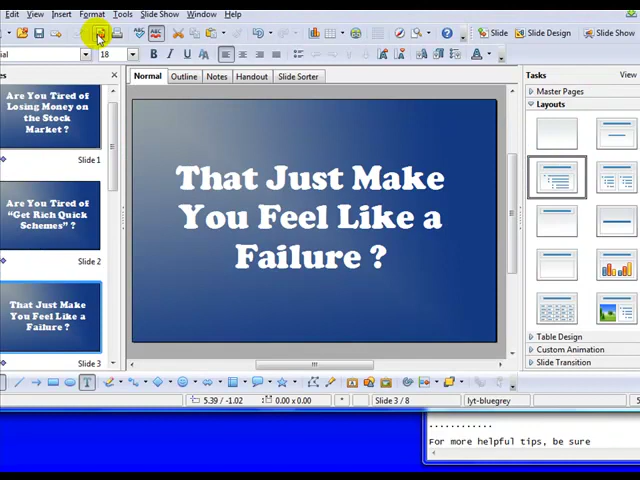 Edit View Insert Format Tools Slide Show Window Help
Slide Slide Design Slide Show
18
Normal Outline Notes Handout Slide Sorter
Tasks View
Master Pages
Layouts
Are You Tired of
Losing Money on
the Stock
Market ?
Slide 1
Are You Tired of
“Get Rich Quick
Schemes” ?
Slide 2
That Just Make
You Feel Like a
Failure ?
Slide 3
That Just Make
You Feel Like a
Failure ?
Table Design
Custom Animation
Slide Transition
5.39 / -1.02 0.00 x 0.00 * Slide 3 / 8 lyt-bluegrey
............
For more helpful tips, be sure